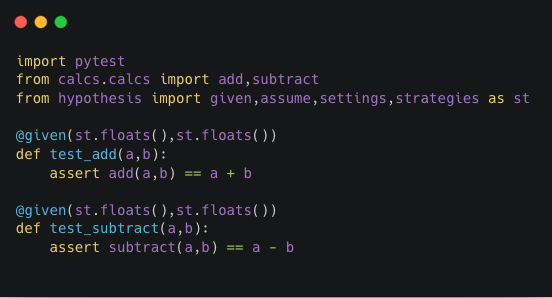 import pytest
from calcs.calcs import add,subtract
from hypothesis import given,assume,settings,strategies as st

@given(st.floats(),st.floats())
def test_add(a,b):
    assert add(a,b) == a + b

@given(st.floats(),st.floats())
def test_subtract(a,b):
    assert subtract(a,b) == a - b